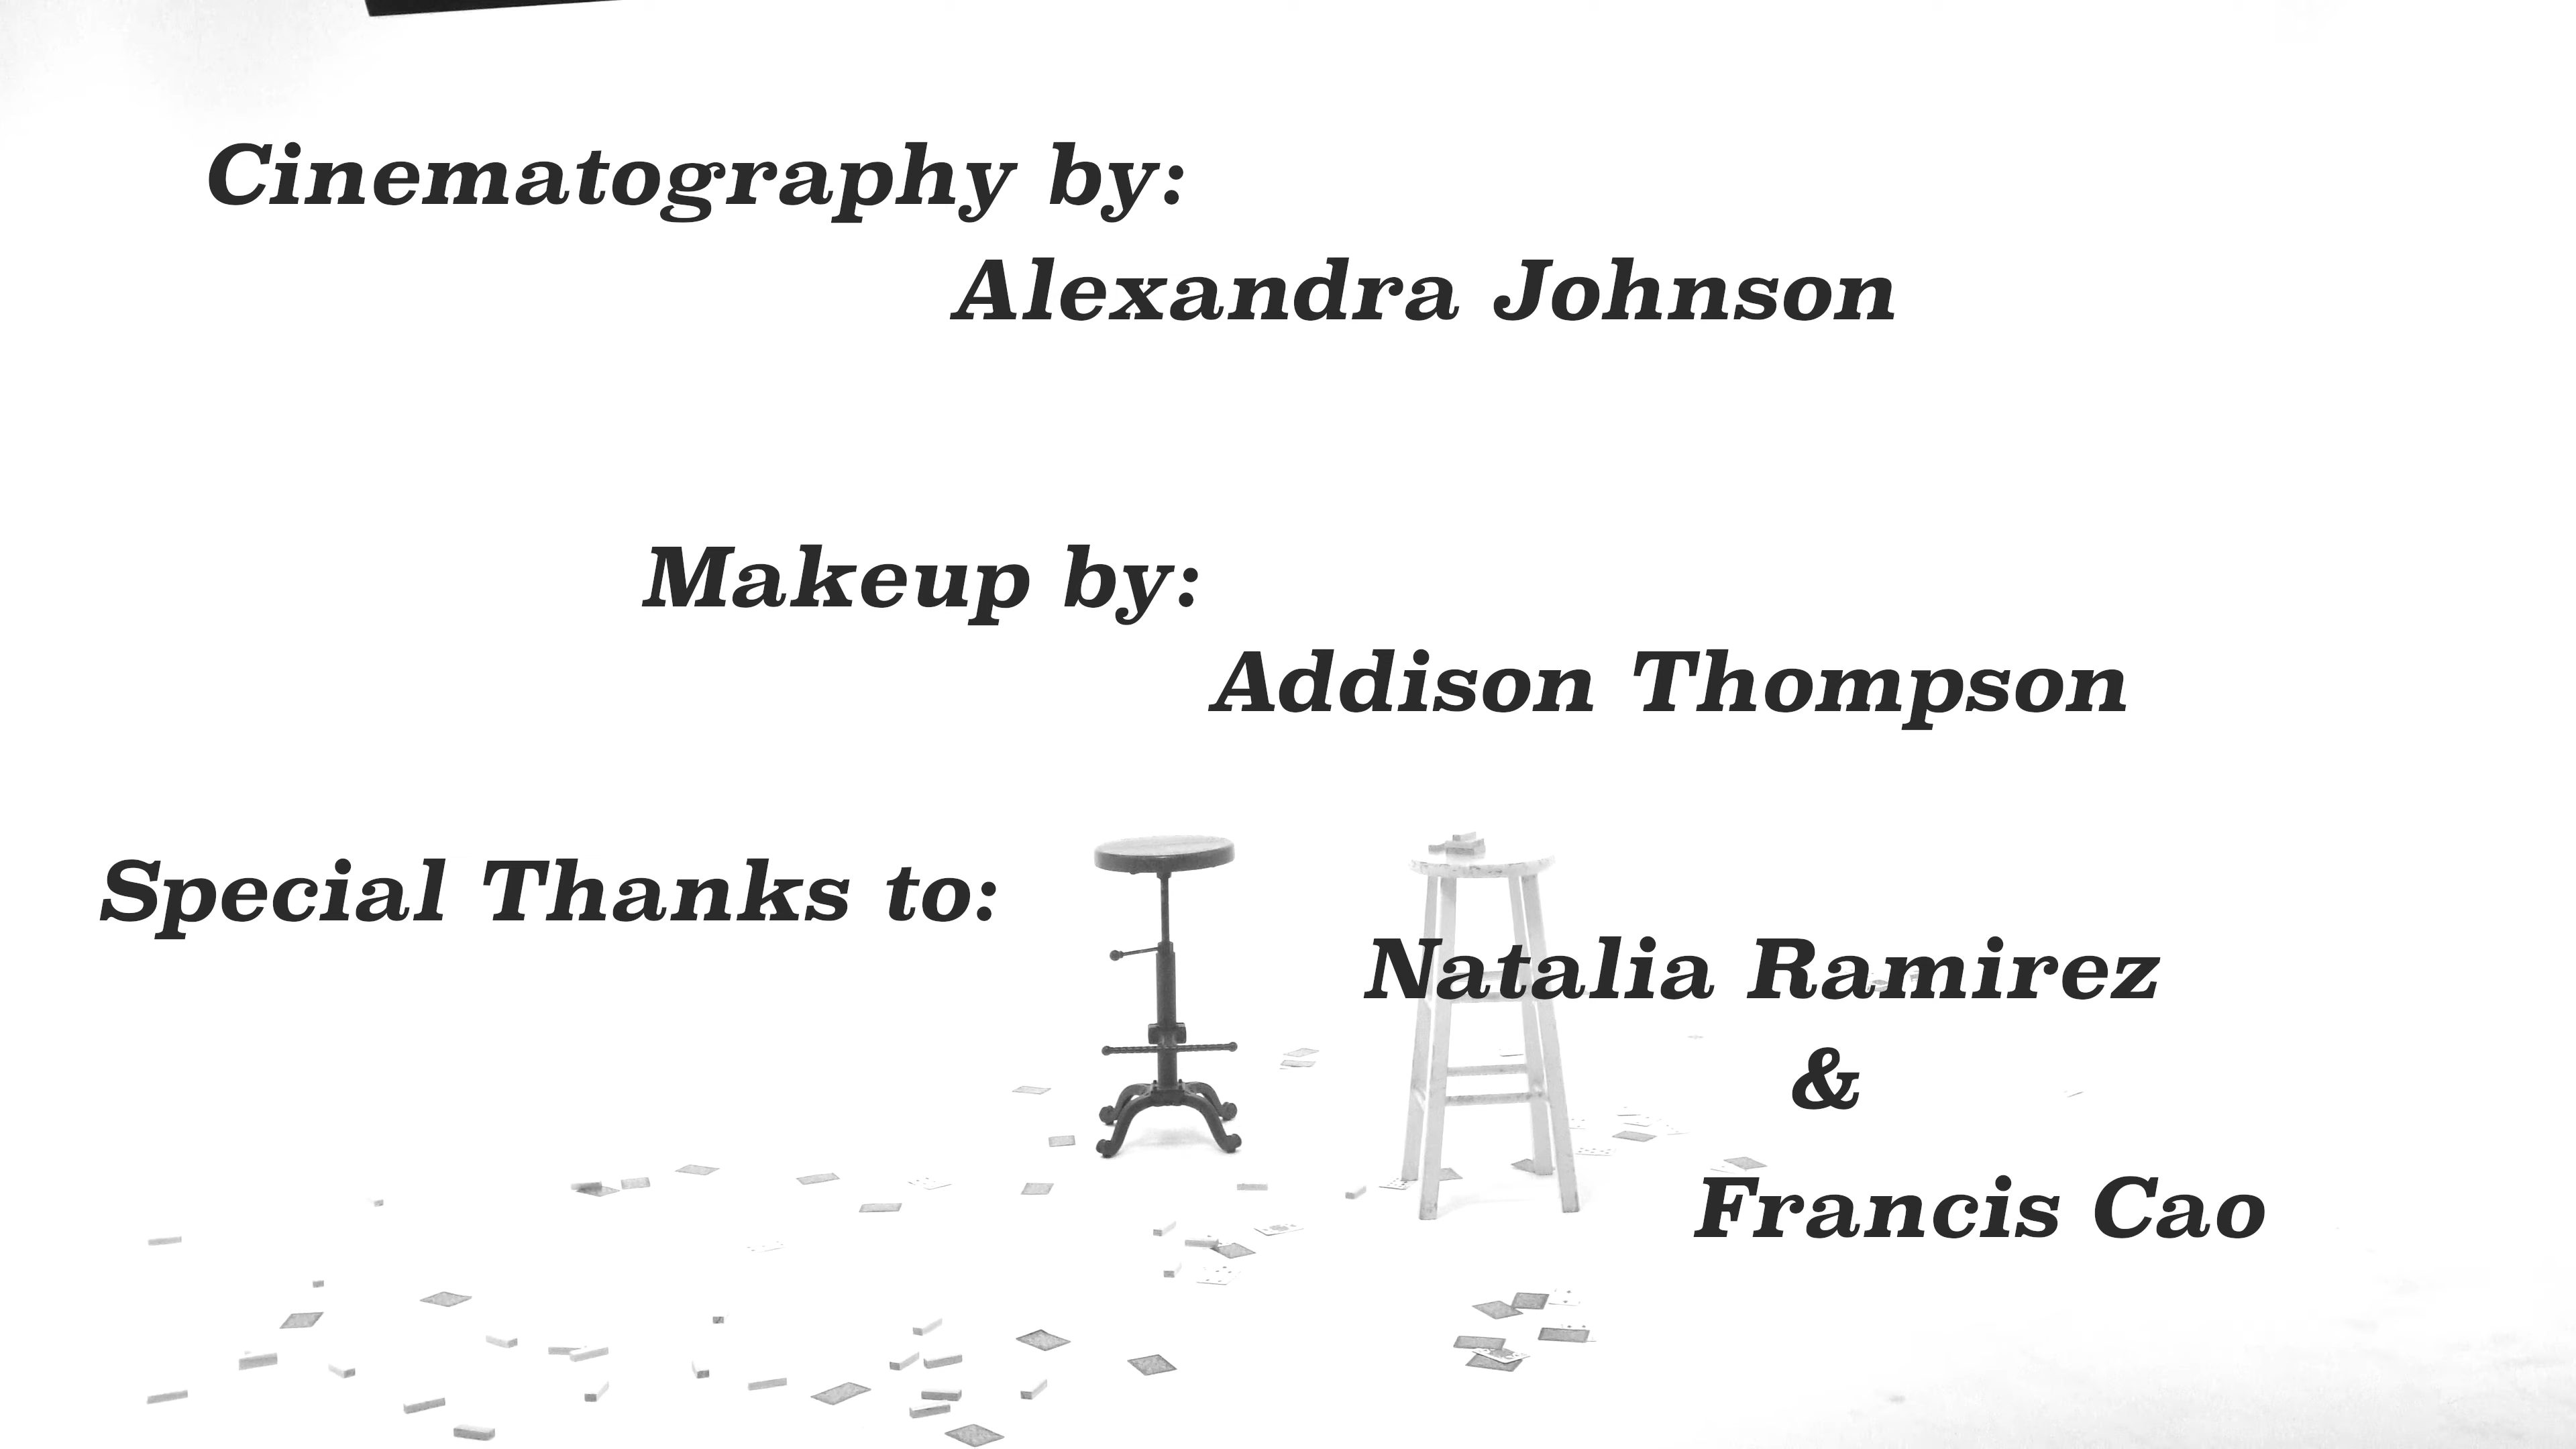 Cinematography by:
Alexandra Johnson
Makeup by:
Addison Thompson
Special Thanks to:
Natalia Ramirez
&
Francis Cao